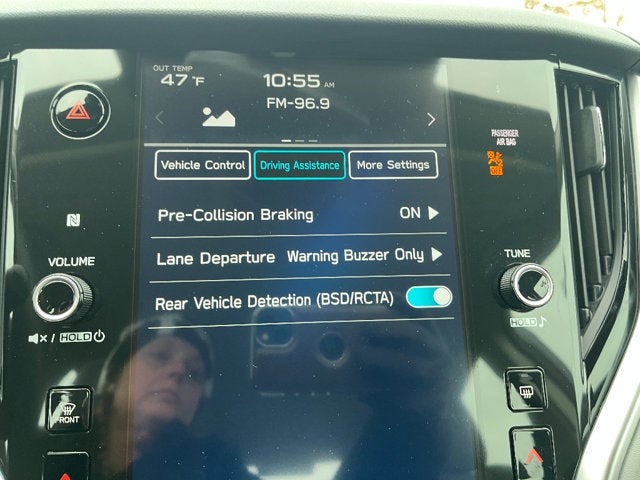 OUT TEMP
47°F
10:55 AM
FM-96.9
Vehicle Control Driving Assistance More Settings
PASSENGER
AIR BAG
OFF
Pre-Collision Braking ON
Lane Departure Warning Buzzer Only
Rear Vehicle Detection (BSD/RCTA)
N
VOLUME
/ HOLD
TUNE
HOLD
FRONT